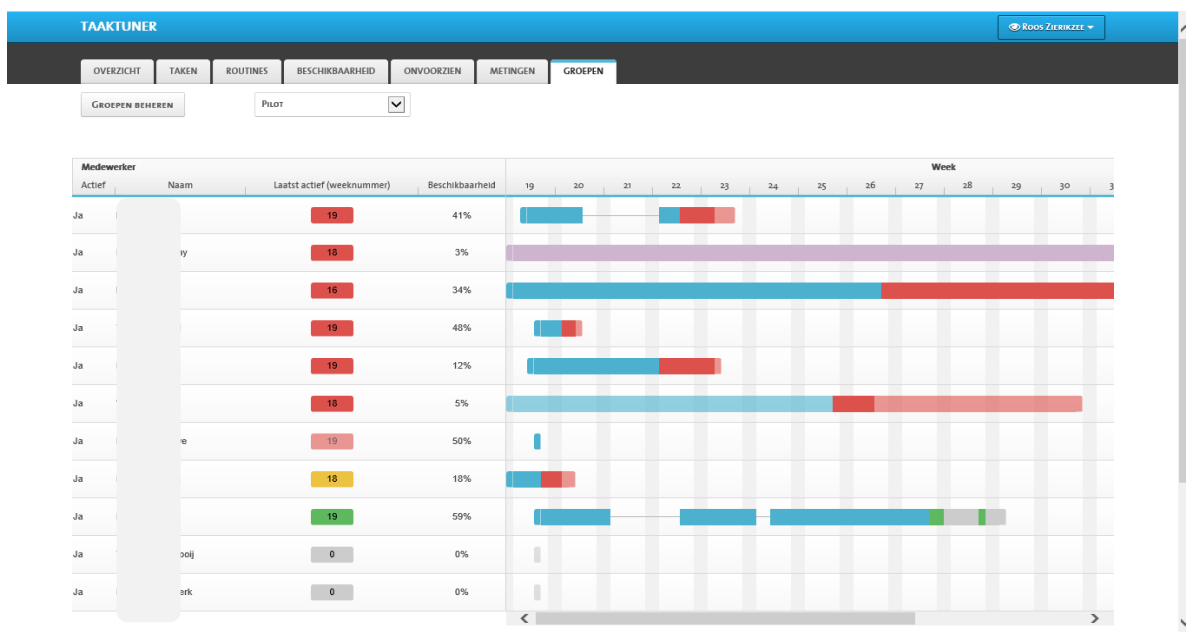 TAAKTUNER
Roos Zierikzee
OVERZICHT TAKEN ROUTINES BESCHIKBAARHEID ONVOORZIEN METINGEN GROEPEN
Groepen beheren Pilot
Medewerker Week
Actief Naam Laatst actief (weeknummer) Beschikbaarheid 19 20 21 22 23 24 25 26 27 28 29 30 3
Ja 19 41%
Ja 18 3%
Ja 16 34%
Ja 19 48%
Ja 19 12%
Ja 18 5%
Ja 19 50%
Ja 18 18%
Ja 19 59%
Ja ooij 0 0%
Ja erk 0 0%